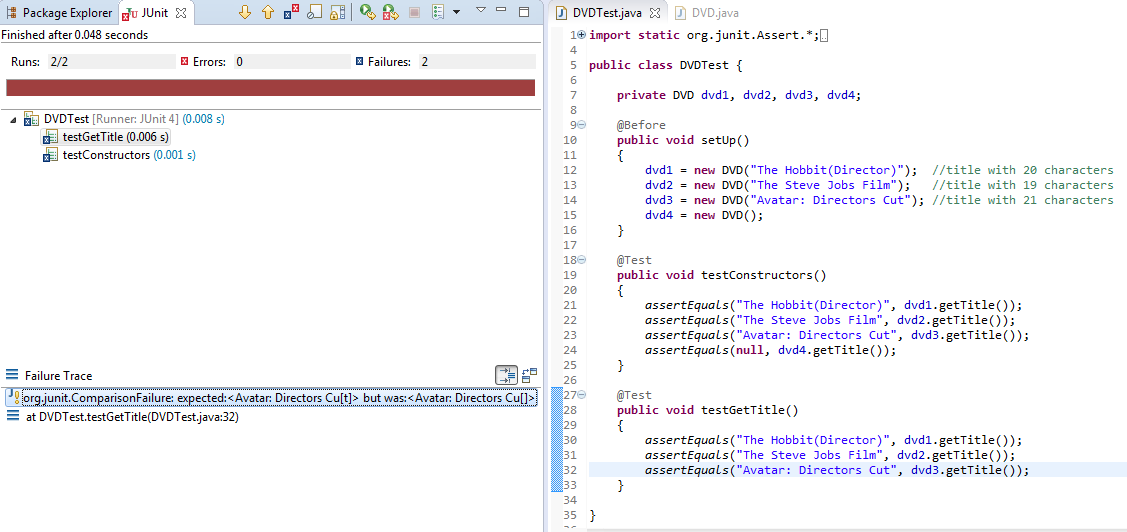 Package Explorer JUnit
Finished after 0.048 seconds
Runs: 2/2 Errors: 0 Failures: 2
DVDTest [Runner: JUnit 4] (0.008 s)
testGetTitle (0.006 s)
testConstructors (0.001 s)
Failure Trace
org.junit.ComparisonFailure: expected:<Avatar: Directors Cu[t]> but was:<Avatar: Directors Cu[]>
at DVDTest.testGetTitle(DVDTest.java:32)
DVDTest.java DVD.java
1 import static org.junit.Assert.*;
4
5 public class DVDTest {
6
7 private DVD dvd1, dvd2, dvd3, dvd4;
8
9 @Before
10 public void setUp()
11 {
12 dvd1 = new DVD("The Hobbit(Director)"); //title with 20 characters
13 dvd2 = new DVD("The Steve Jobs Film"); //title with 19 characters
14 dvd3 = new DVD("Avatar: Directors Cut"); //title with 21 characters
15 dvd4 = new DVD();
16 }
17
18 @Test
19 public void testConstructors()
20 {
21 assertEquals("The Hobbit(Director)", dvd1.getTitle());
22 assertEquals("The Steve Jobs Film", dvd2.getTitle());
23 assertEquals("Avatar: Directors Cut", dvd3.getTitle());
24 assertEquals(null, dvd4.getTitle());
25 }
26
27 @Test
28 public void testGetTitle()
29 {
30 assertEquals("The Hobbit(Director)", dvd1.getTitle());
31 assertEquals("The Steve Jobs Film", dvd2.getTitle());
32 assertEquals("Avatar: Directors Cut", dvd3.getTitle());
33 }
34
35 }